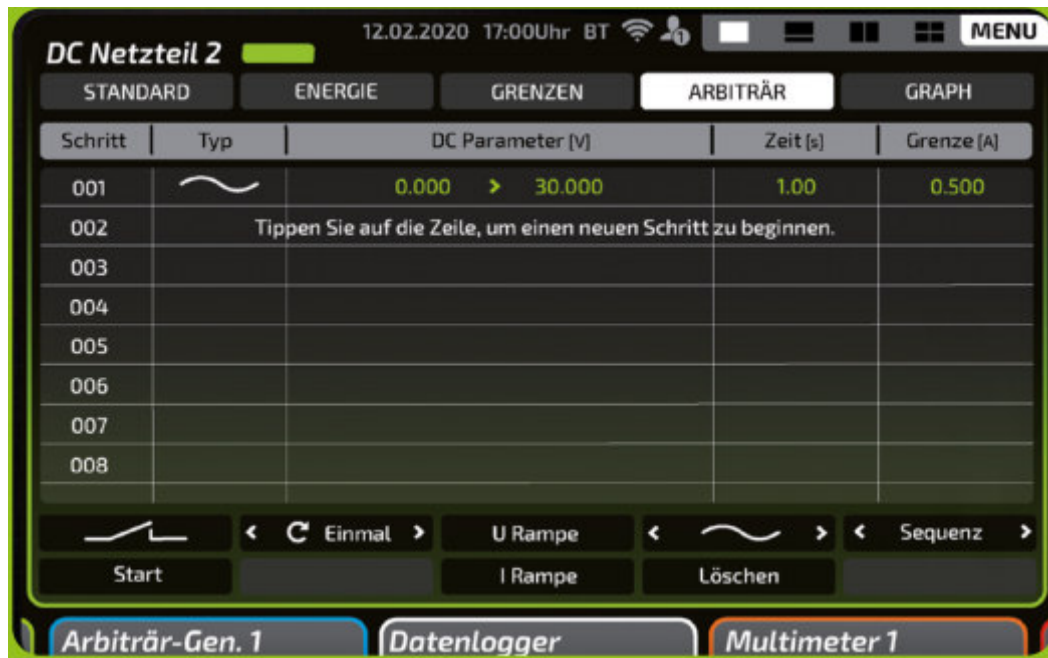 12.02.2020 17:00Uhr BT
MENU
DC Netzteil 2
STANDARD ENERGIE GRENZEN ARBITRÄR GRAPH
Schritt Typ DC Parameter [V] Zeit [s] Grenze [A]
001 0.000 > 30.000 1.00 0.500
002 Tippen Sie auf die Zeile, um einen neuen Schritt zu beginnen.
003
004
005
006
007
008
< Einmal > U Rampe < > < Sequenz >
Start I Rampe Löschen
Arbiträr-Gen. 1 Datenlogger Multimeter 1